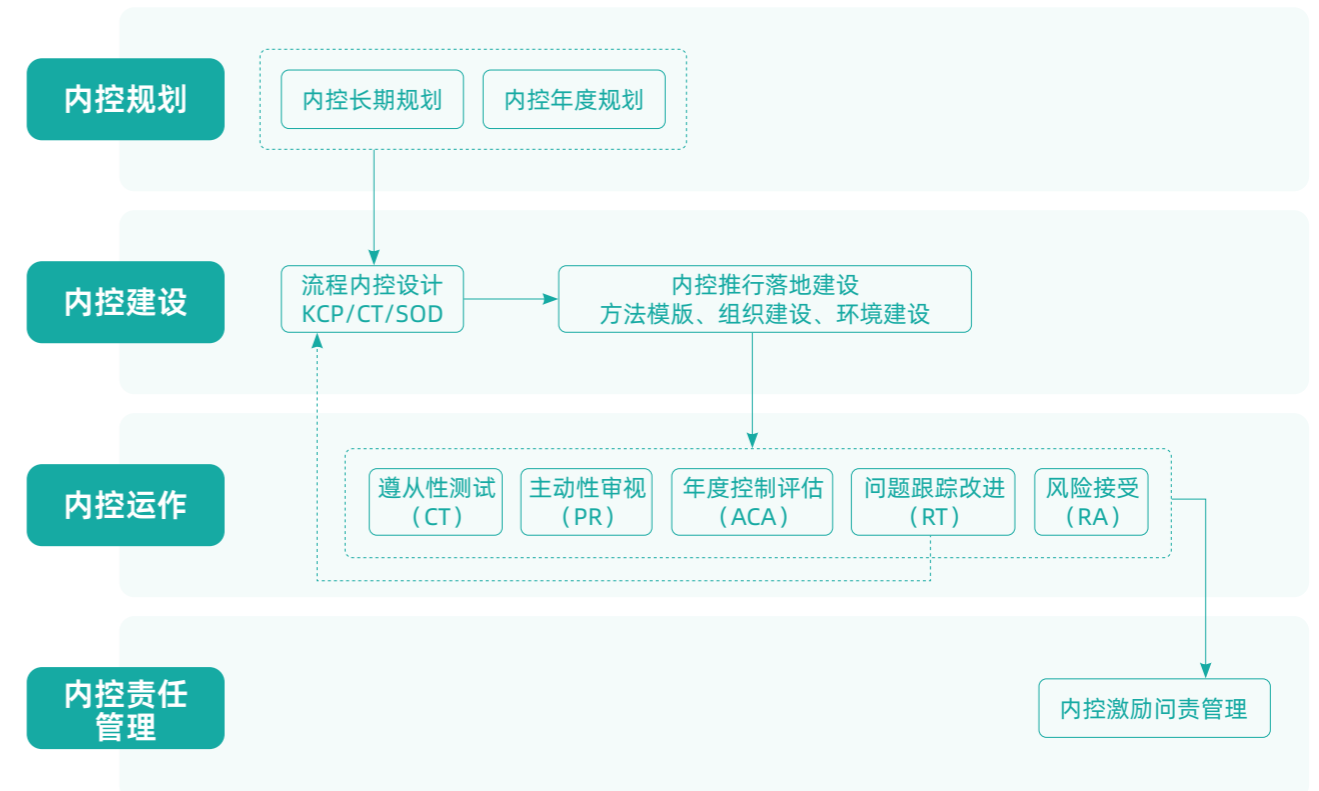 内控规划
内控长期规划
内控年度规划
内控建设
流程内控设计
KCP/CT/SOD
内控推行落地建设
方法模版、组织建设、环境建设
内控运作
遵从性测试
（CT）
主动性审视
（PR）
年度控制评估
（ACA）
问题跟踪改进
（RT）
风险接受
（RA）
内控责任
管理
内控激励问责管理